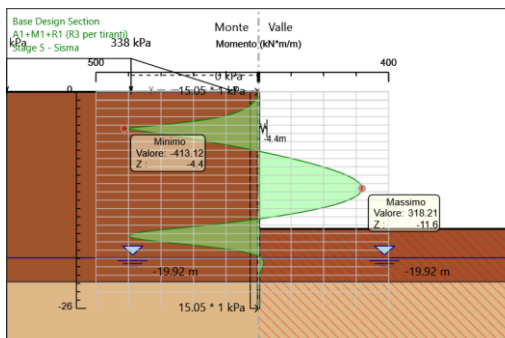 Base Design Section
A1+M1+R1 (R3 per tiranti)
Stage 5 - Sisma
kPa
338 kPa
Monte
Valle
Momento (kN*m/m)
500
400
0 kPa
0
15.05 * 1 kPa
-4.4m
Minimo
Valore: -413.12
Z : -4.4
Massimo
Valore: 318.21
Z : -11.6
-19.92 m
-19.92 m
-26
15.05 * 1 kPa